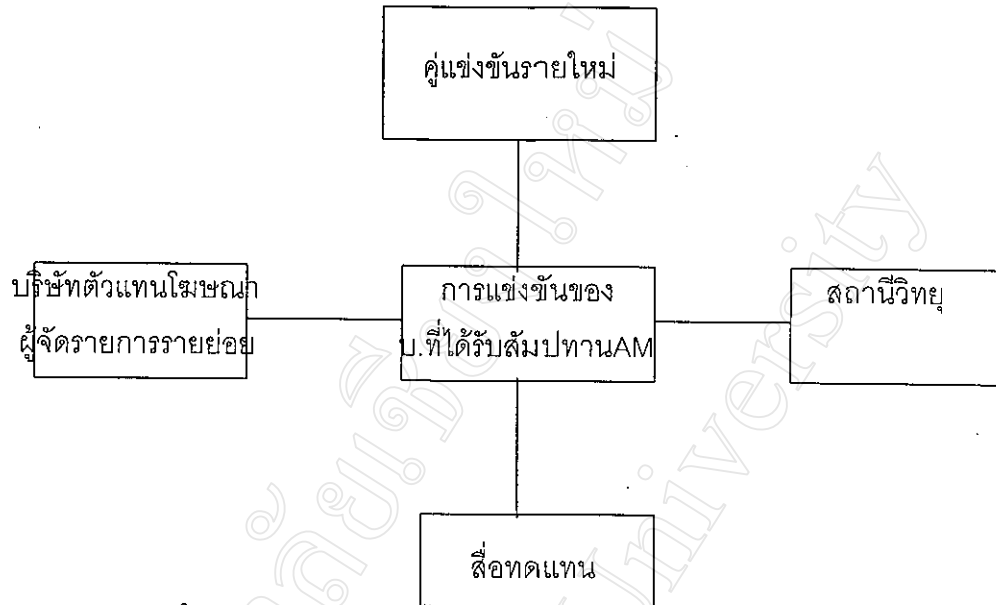 คู่แข่งขันรายใหม่
บริษัทตัวแทนโฆษณา
ผู้จัดรายการรายย่อย
การแข่งขันของ
บ.ที่ได้รับสัมปทานAM
สถานีวิทยุ
สื่อทดแทน
University